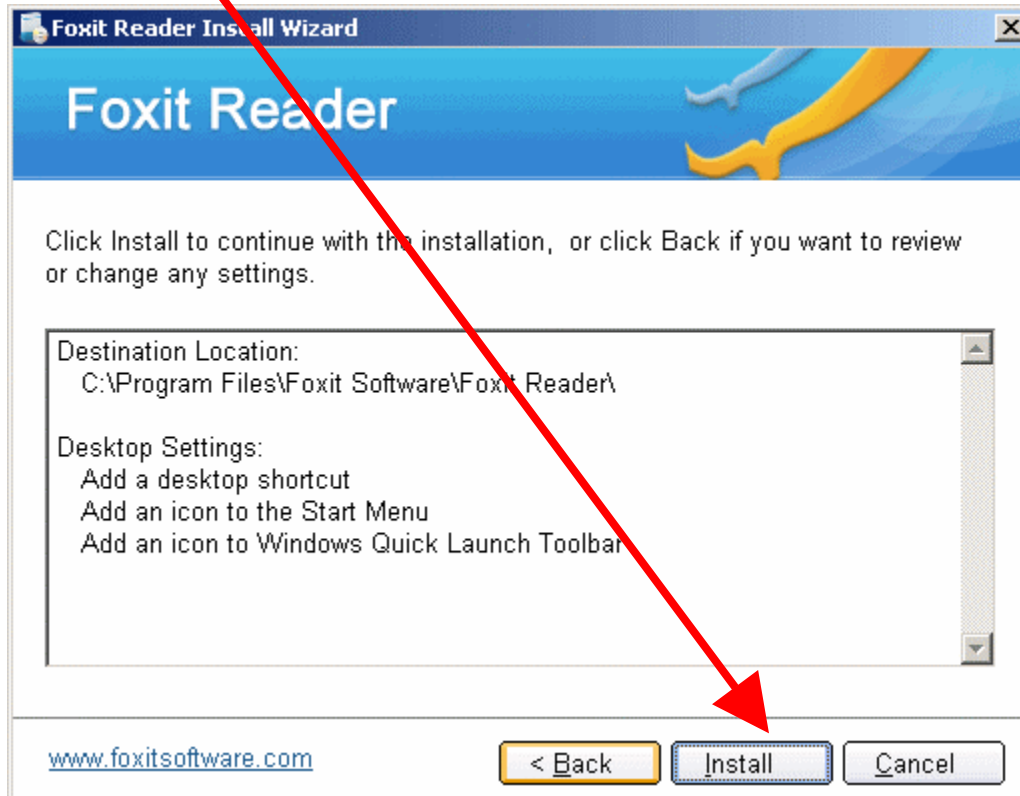 Foxit Reader Install Wizard
Foxit Reader
Click Install to continue with the installation, or click Back if you want to review
or change any settings.
Destination Location:
C:\Program Files\Foxit Software\Foxit Reader\
Desktop Settings:
Add a desktop shortcut
Add an icon to the Start Menu
Add an icon to Windows Quick Launch Toolbar
www.foxitsoftware.com
< Back
Install
Cancel